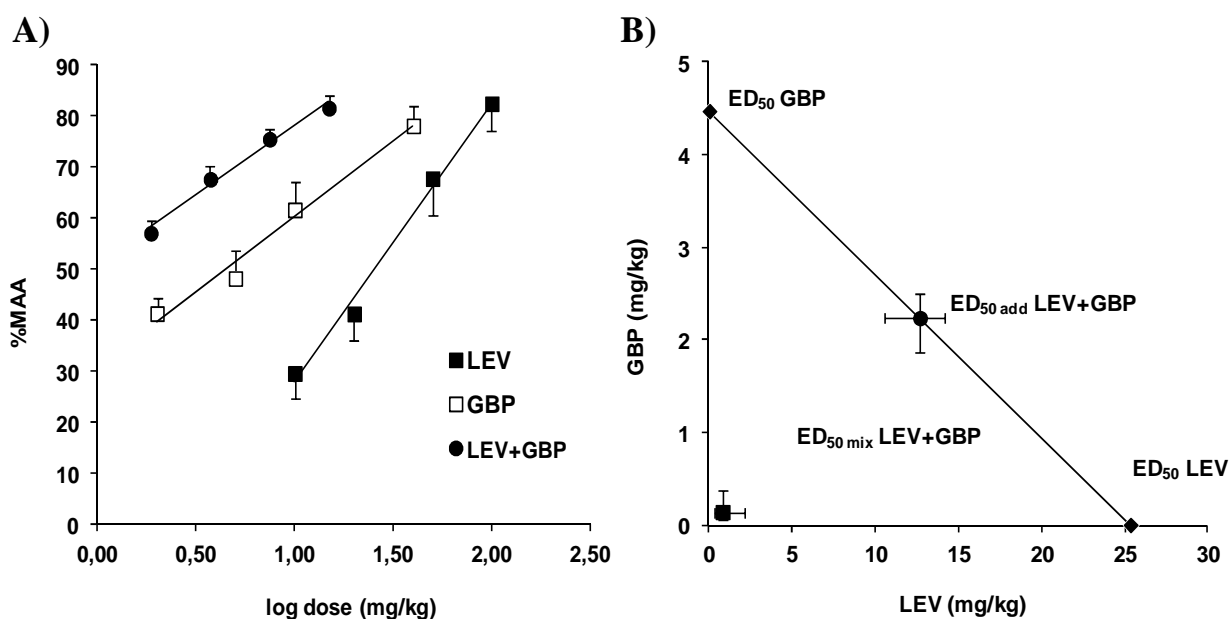 A)
90
80
70
60
50
40
30
20
10
0
%MAA
0,00 0,50 1,00 1,50 2,00 2,50
log dose (mg/kg)
LEV
GBP
LEV+GBP
B)
5
4
3
2
1
0
GBP (mg/kg)
0 5 10 15 20 25 30
LEV (mg/kg)
ED50 GBP
ED50 add LEV+GBP
ED50 mix LEV+GBP
ED50 LEV